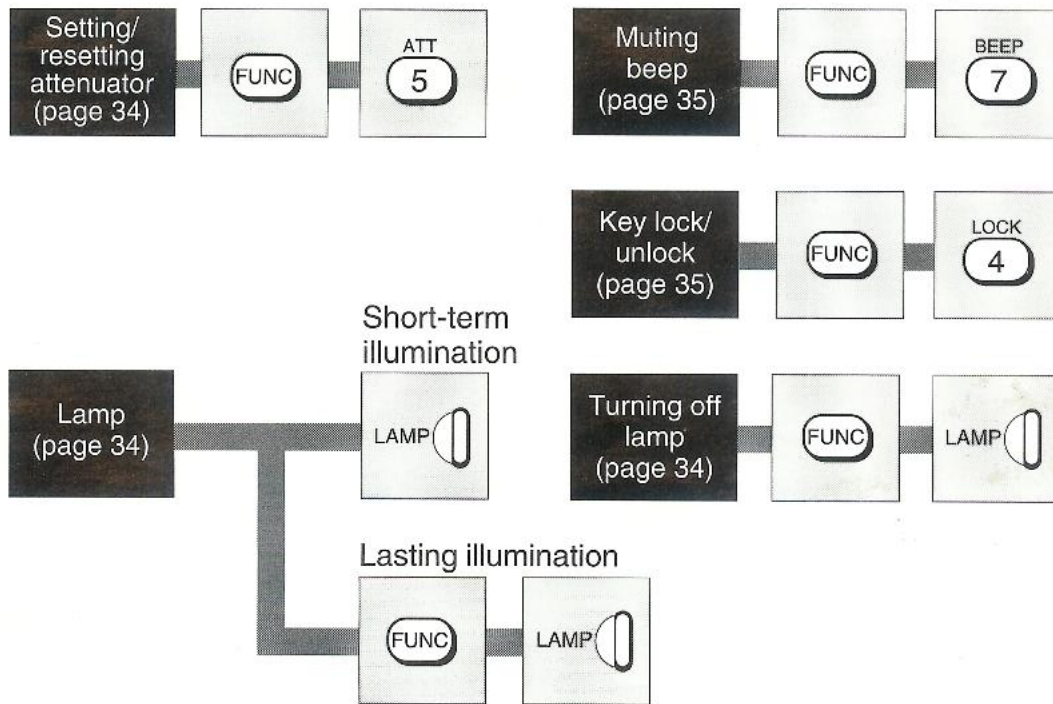 Setting/
resetting
attenuator
(page 34)
FUNC
ATT
5
Muting
beep
(page 35)
FUNC
BEEP
7
Key lock/
unlock
(page 35)
FUNC
LOCK
4
Lamp
(page 34)
Short-term
illumination
LAMP
Lasting illumination
FUNC
LAMP
Turning off
lamp
(page 34)
FUNC
LAMP